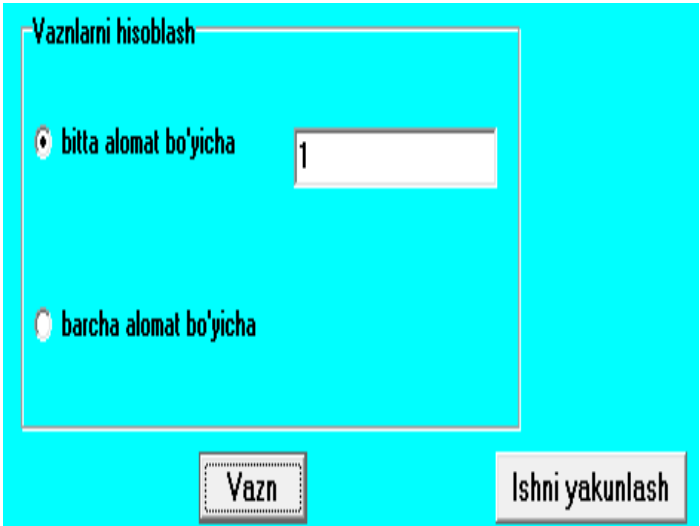 Vaznlarni hisoblash
bitta alomat bo'yicha
1
barcha alomat bo'yicha
Vazn
Ishni yakunlash